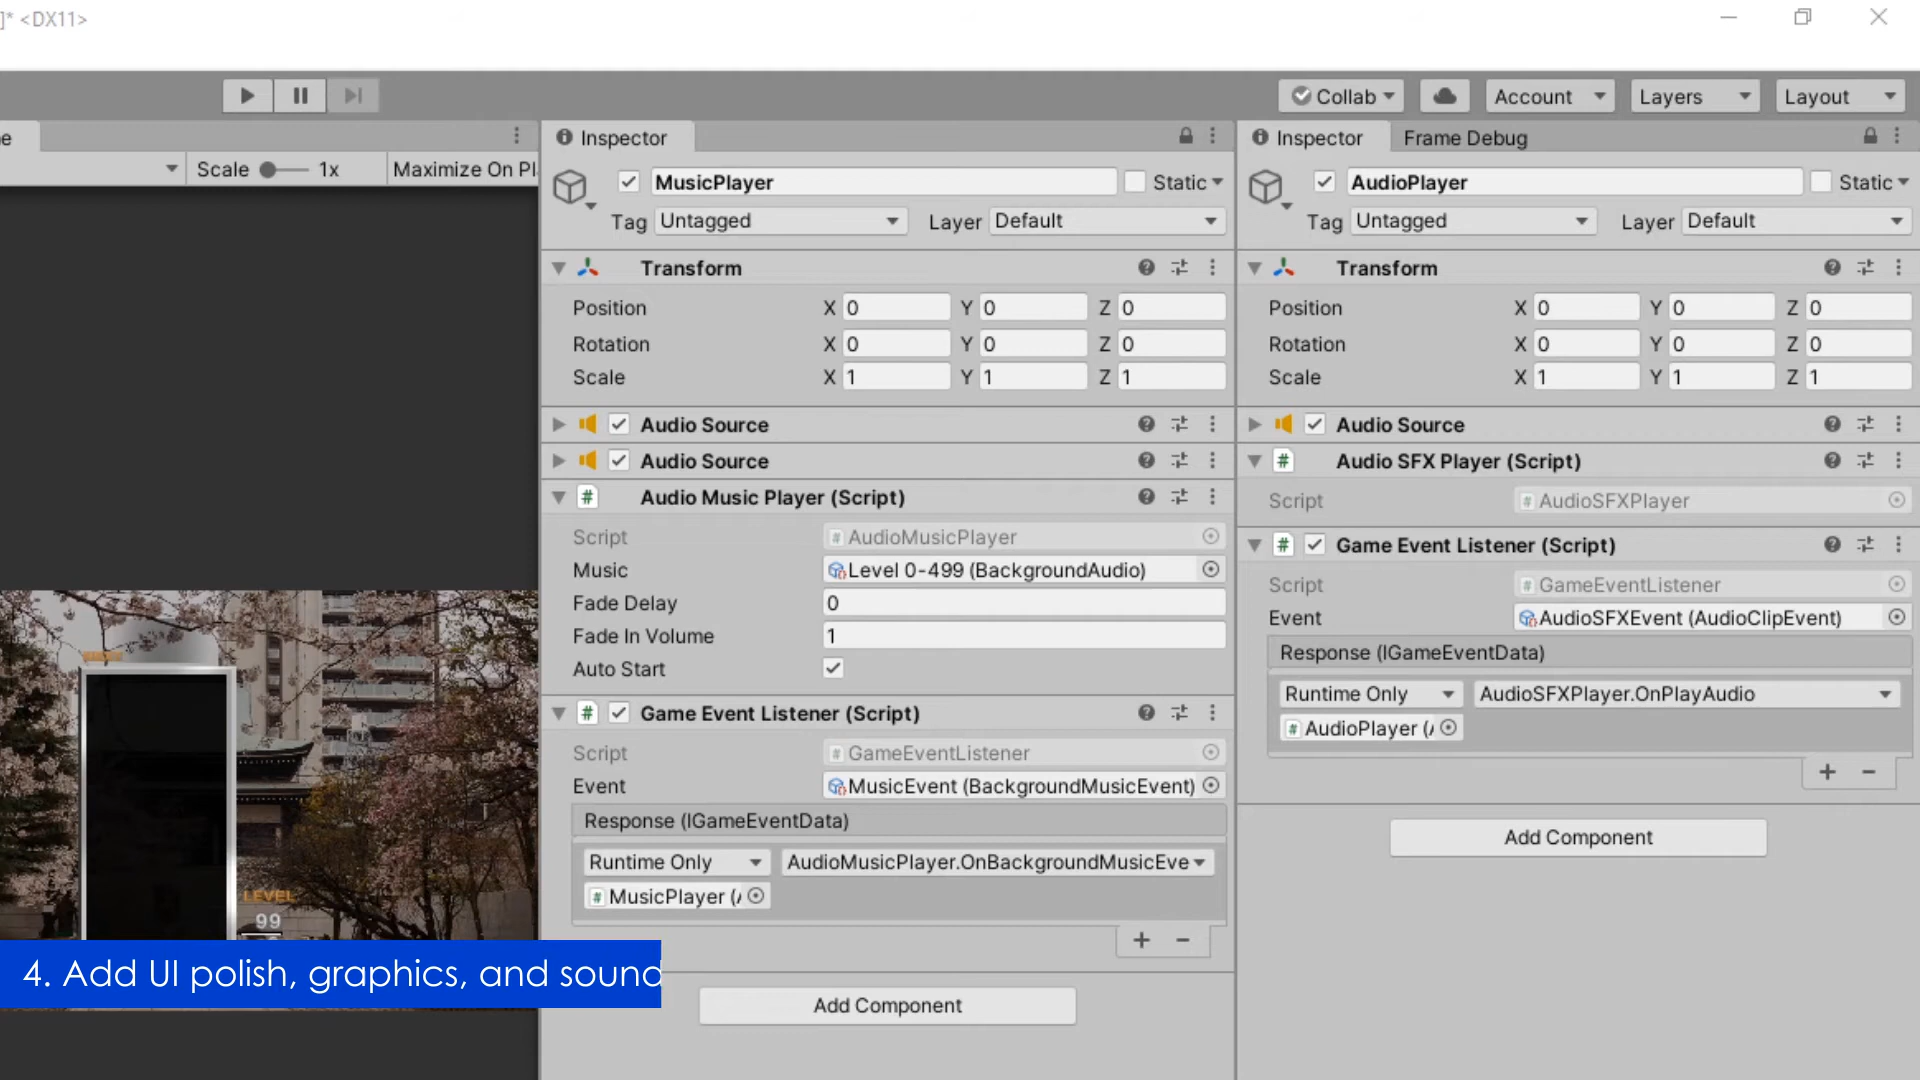 ]* <DX11>
Collab
Account
Layers
Layout
e
Scale 1x Maximize On Pl
LEVEL
99
4. Add UI polish, graphics, and sound
Inspector
MusicPlayer
Static
Tag Untagged Layer Default
Transform
Position X 0 Y 0 Z 0
Rotation X 0 Y 0 Z 0
Scale X 1 Y 1 Z 1
Audio Source
Audio Source
# Audio Music Player (Script)
Script # AudioMusicPlayer
Music Level 0-499 (BackgroundAudio)
Fade Delay 0
Fade In Volume 1
Auto Start
# Game Event Listener (Script)
Script # GameEventListener
Event MusicEvent (BackgroundMusicEvent)
Response (IGameEventData)
Runtime Only AudioMusicPlayer.OnBackgroundMusicEve
# MusicPlayer (A
+ −
Add Component
Inspector Frame Debug
AudioPlayer
Static
Tag Untagged Layer Default
Transform
Position X 0 Y 0 Z 0
Rotation X 0 Y 0 Z 0
Scale X 1 Y 1 Z 1
Audio Source
# Audio SFX Player (Script)
Script # AudioSFXPlayer
# Game Event Listener (Script)
Script # GameEventListener
Event AudioSFXEvent (AudioClipEvent)
Response (IGameEventData)
Runtime Only AudioSFXPlayer.OnPlayAudio
# AudioPlayer (A
+ −
Add Component